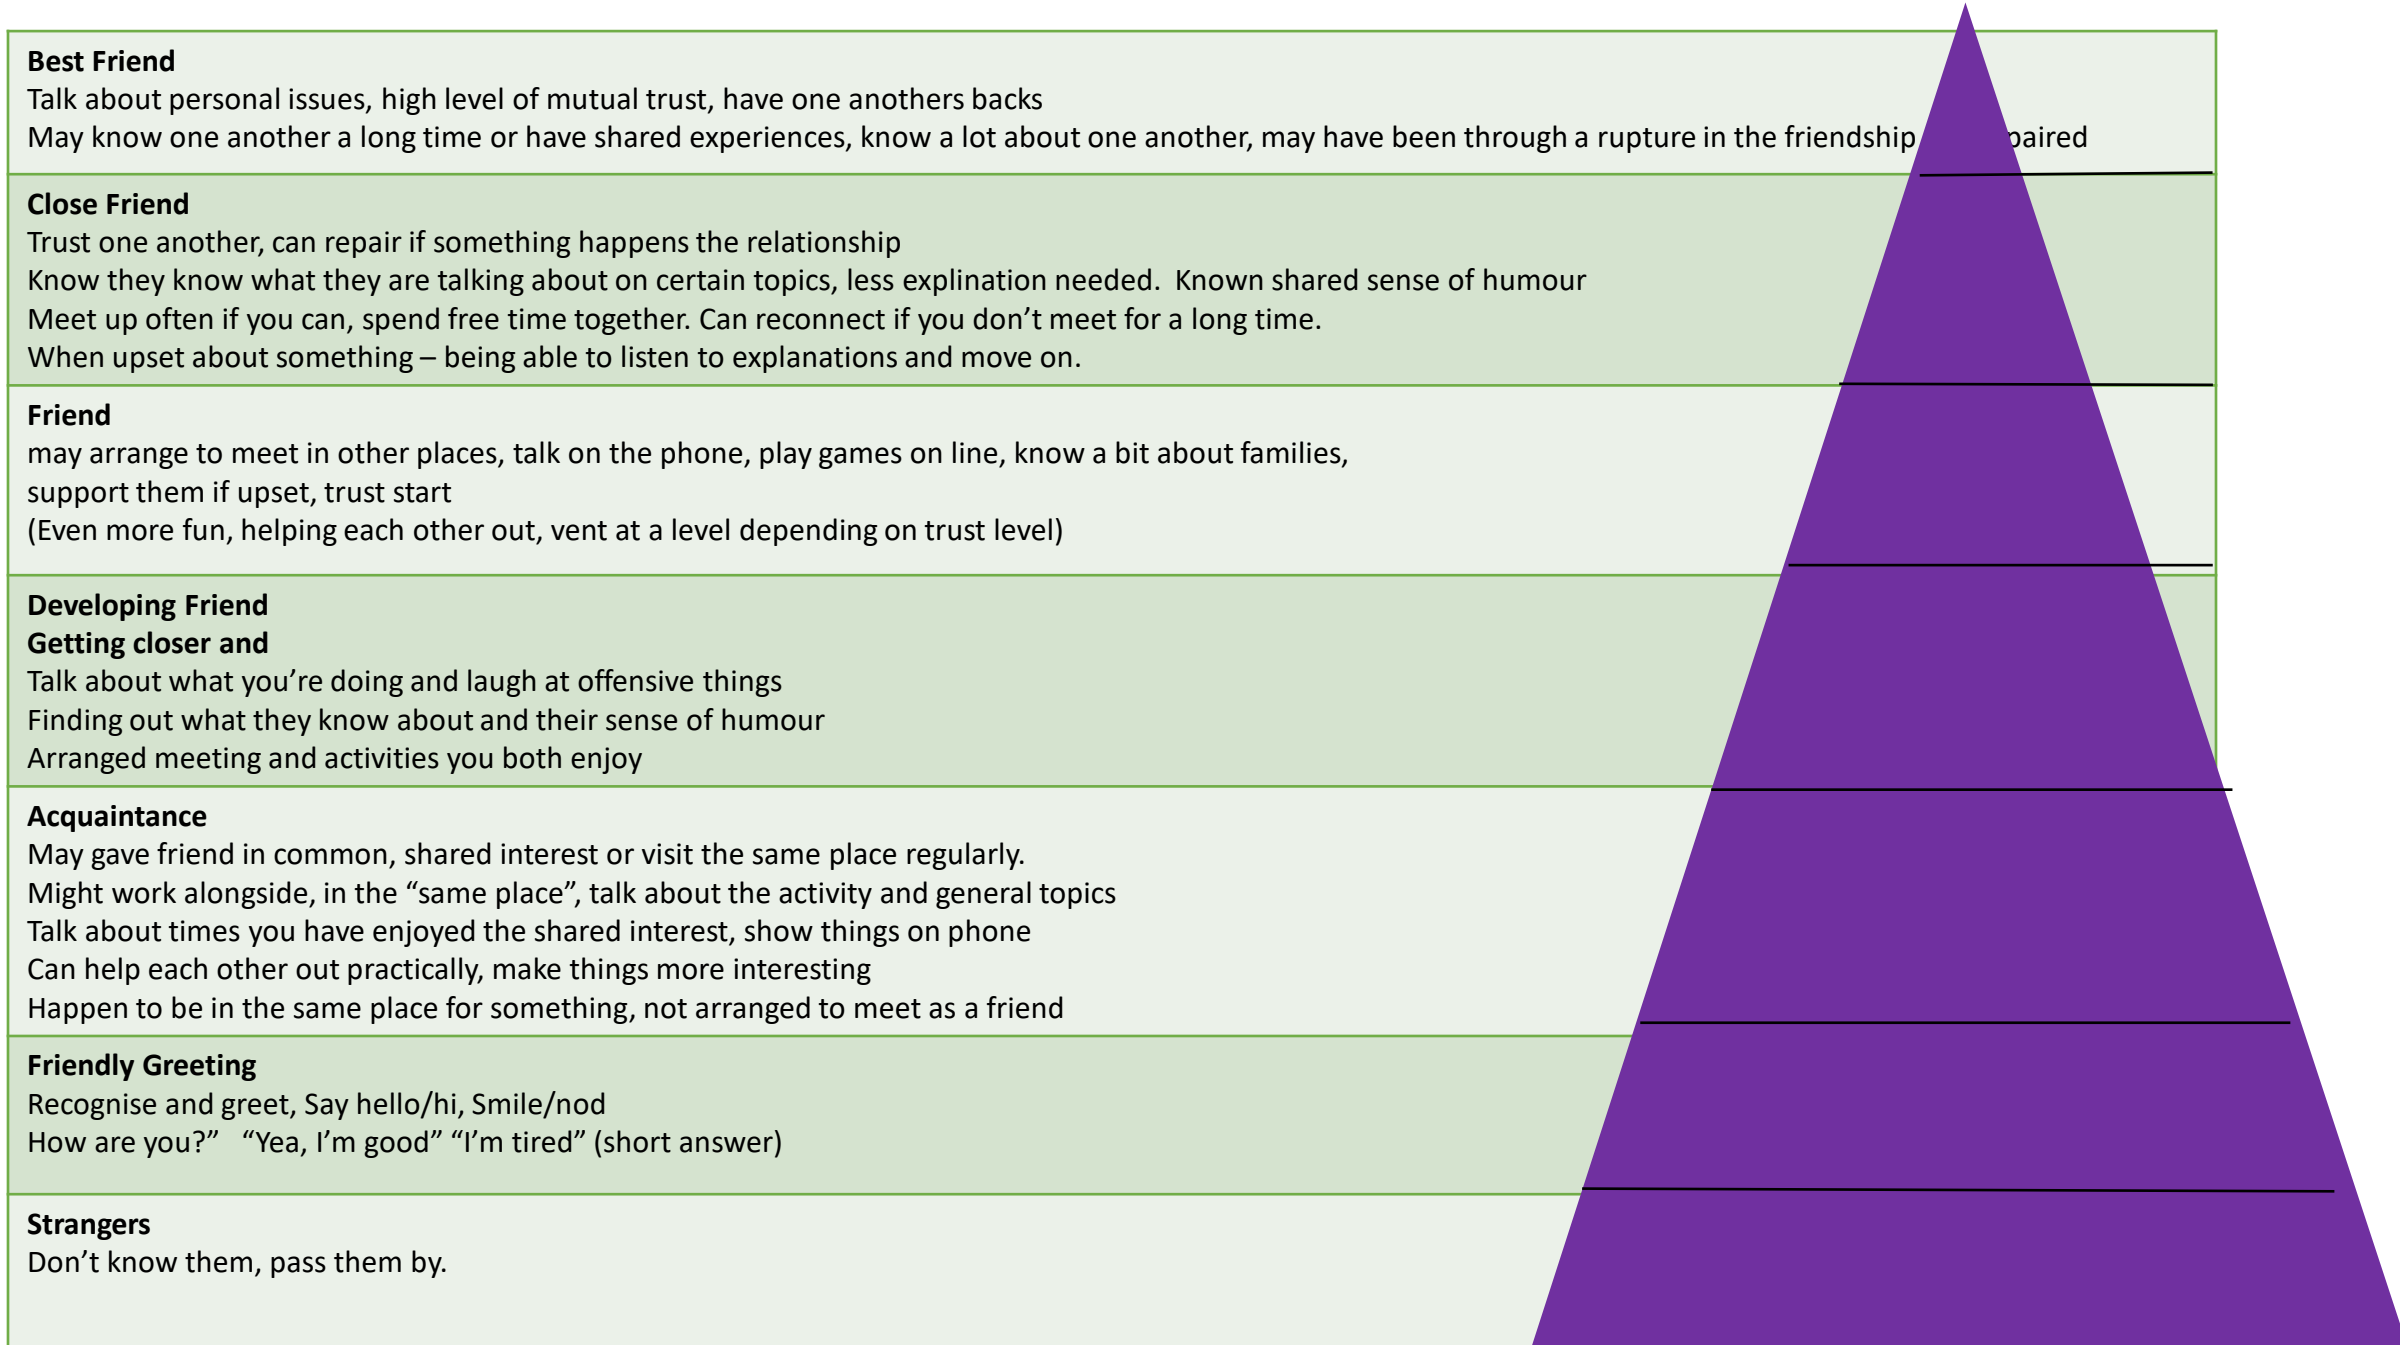 Best Friend
Talk about personal issues, high level of mutual trust, have one anothers backs
May know one another a long time or have shared experiences, know a lot about one another, may have been through a rupture in the friendship paired
Close Friend
Trust one another, can repair if something happens the relationship
Know they know what they are talking about on certain topics, less explination needed.  Known shared sense of humour
Meet up often if you can, spend free time together. Can reconnect if you don’t meet for a long time.
When upset about something – being able to listen to explanations and move on.
Friend
may arrange to meet in other places, talk on the phone, play games on line, know a bit about families,
support them if upset, trust start
(Even more fun, helping each other out, vent at a level depending on trust level)
Developing Friend
Getting closer and
Talk about what you’re doing and laugh at offensive things
Finding out what they know about and their sense of humour
Arranged meeting and activities you both enjoy
Acquaintance
May gave friend in common, shared interest or visit the same place regularly.
Might work alongside, in the “same place”, talk about the activity and general topics
Talk about times you have enjoyed the shared interest, show things on phone
Can help each other out practically, make things more interesting
Happen to be in the same place for something, not arranged to meet as a friend
Friendly Greeting
Recognise and greet, Say hello/hi, Smile/nod
How are you?”   “Yea, I’m good” “I’m tired” (short answer)
Strangers
Don’t know them, pass them by.